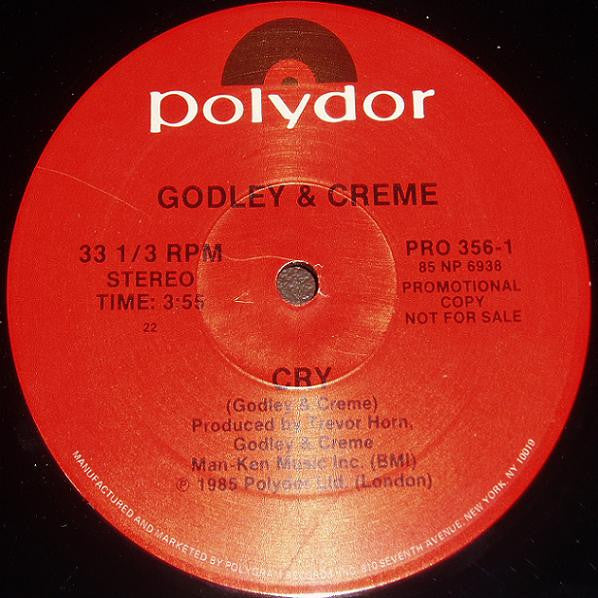 polydor
GODLEY & CREME
33 1/3 RPM
STEREO
TIME: 3:55
22
PRO 356-1
85 NP 6938
PROMOTIONAL
COPY
NOT FOR SALE
CRY
(Godley & Creme)
Produced by Trevor Horn,
Godley & Creme
Man-Ken Music Inc. (BMI)
℗ 1985 Polydor Ltd. (London)
MANUFACTURED AND MARKETED BY POLYGRAM RECORDS INC. 810 SEVENTH AVENUE, NEW YORK, NY 10019